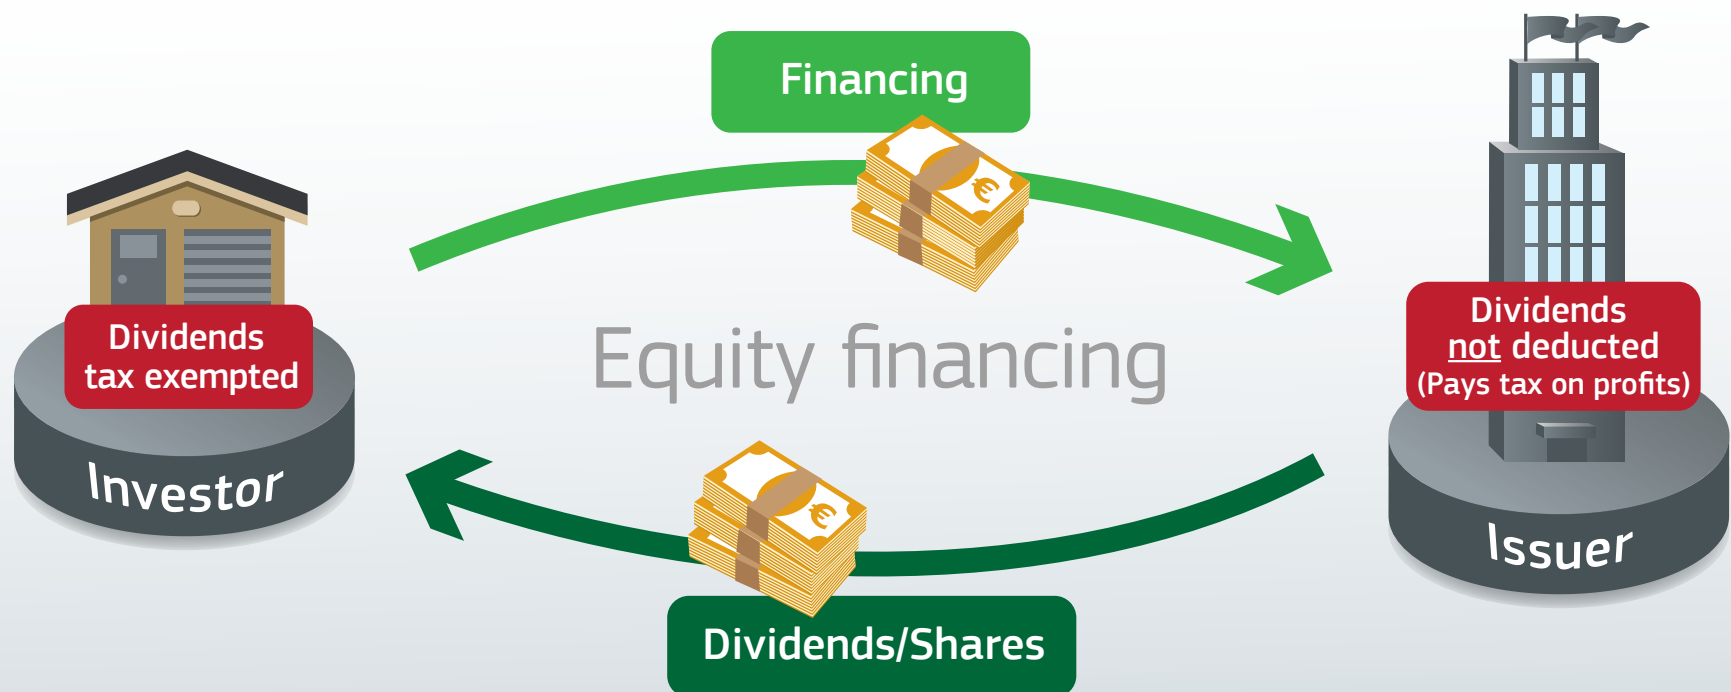 Financing
Dividends
tax exempted
Investor
Equity financing
Dividends
not deducted
(Pays tax on profits)
Issuer
Dividends/Shares
€
€